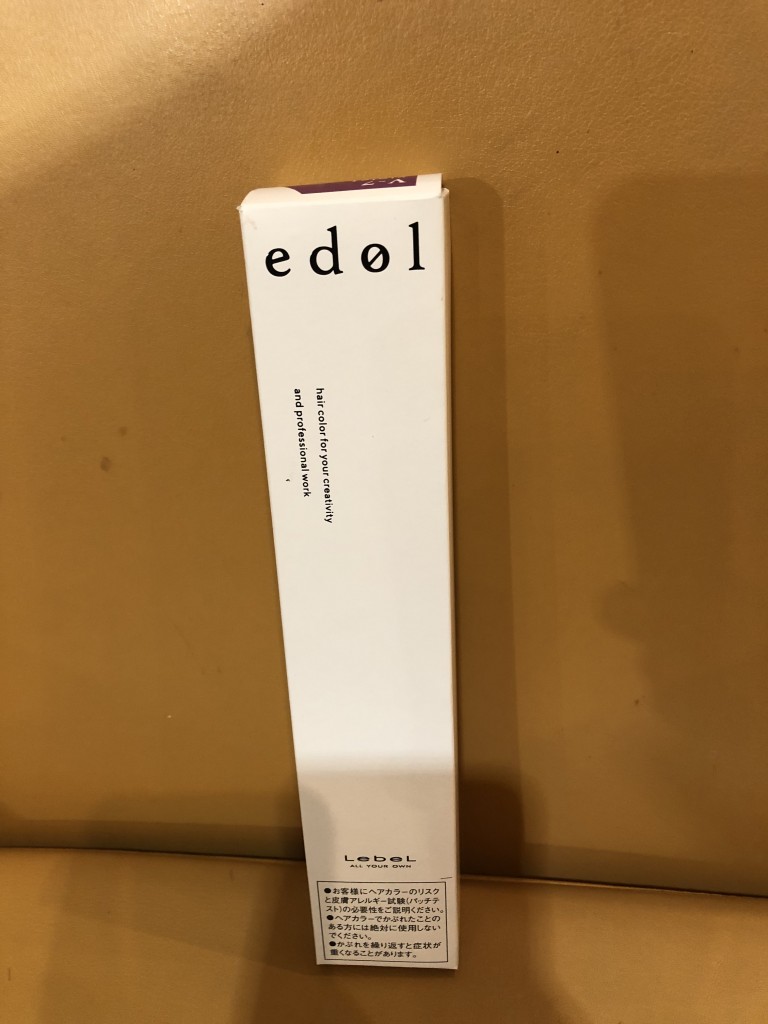 edøl
hair color for your creativity
and professional work
LebeL
ALL YOUR OWN
●お客様にヘアカラーのリスク
と皮膚アレルギー試験(パッチテ
スト)の必要性をご説明ください。
●ヘアカラーでかぶれたことの
ある方には絶対に使用しない
でください。
●かぶれを繰り返すと症状が
重くなることがあります。